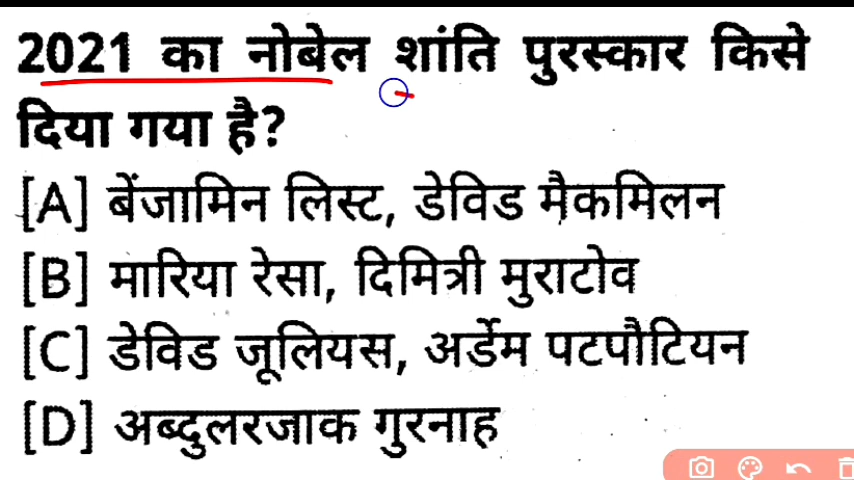 2021 का नोबेल शांति पुरस्कार किसे
दिया गया है?
[A] बेंजामिन लिस्ट, डेविड मैकमिलन
[B] मारिया रेसा, दिमित्री मुराटोव
[C] डेविड जूलियस, अर्डेम पटपौटियन
[D] अब्दुलरजाक गुरनाह